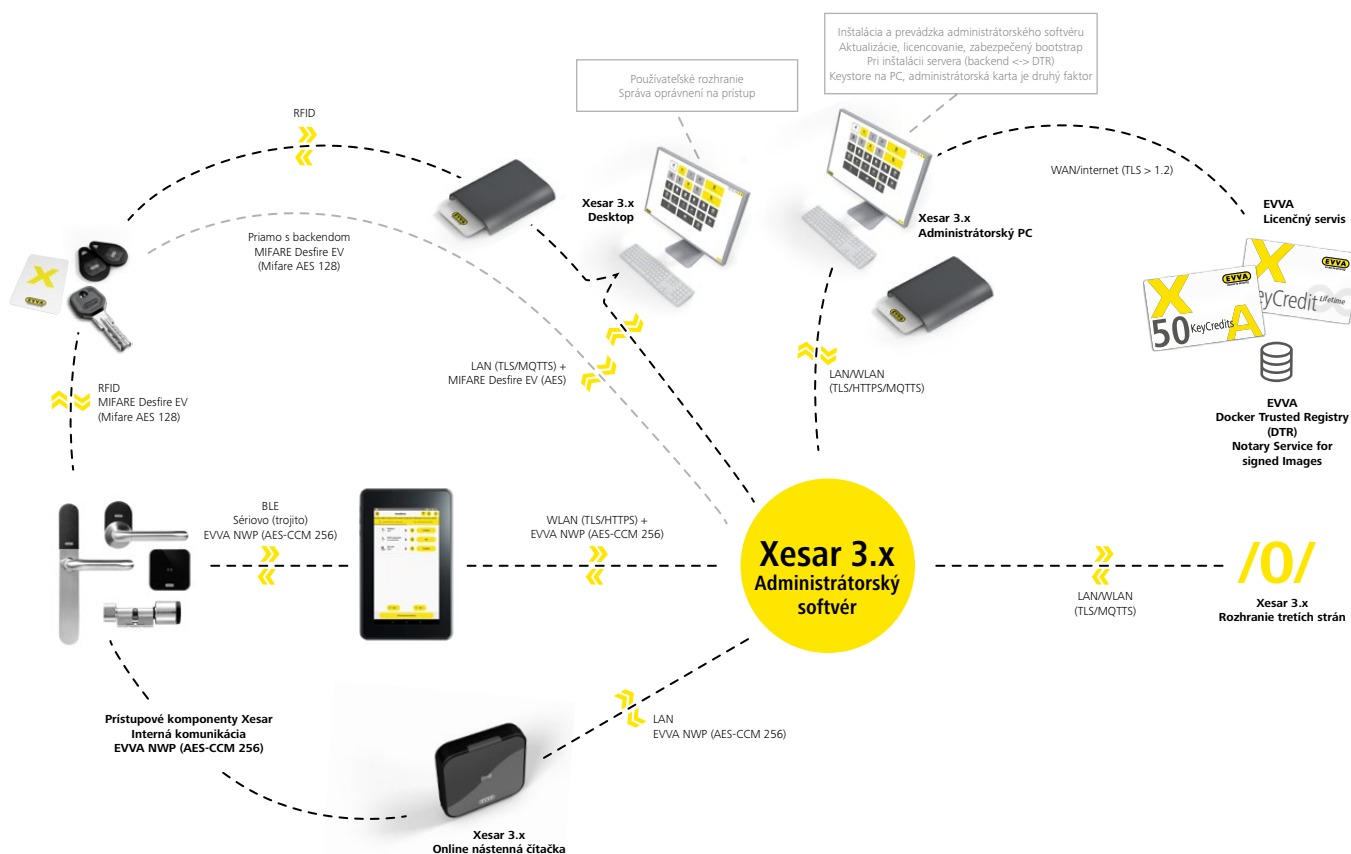 Inštalácia a prevádzka administrátorského softvéru
Aktualizácie, licencovanie, zabezpečený bootstrap
Pri inštalácii servera (backend <-> DTR)
Keystore na PC, administrátorská karta je druhý faktor
Používateľské rozhranie
Správa oprávnení na prístup
RFID
WAN/internet (TLS > 1.2)
Xesar 3.x
Desktop
Xesar 3.x
Administrátorský PC
EVVA
Licenčný servis
Priamo s backendom
MIFARE Desfire EV
(Mifare AES 128)
EVVA
EVVA
EVVA
X
EVVA
X
EVVA
KeyCredit Lifetime
X
50 KeyCredits
A
LAN (TLS/MQTTS) +
MIFARE Desfire EV (AES)
LAN/WLAN
(TLS/HTTPS/MQTTS)
RFID
MIFARE Desfire EV
(Mifare AES 128)
EVVA
Docker Trusted Registry
(DTR)
Notary Service for
signed Images
BLE
Sériovo (trojito)
EVVA NWP (AES-CCM 256)
WLAN (TLS/HTTPS) +
EVVA NWP (AES-CCM 256)
Xesar 3.x
Administrátorský
softvér
/0/
LAN/WLAN
(TLS/MQTTS)
Xesar 3.x
Rozhranie tretích strán
Prístupové komponenty Xesar
Interná komunikácia
EVVA NWP (AES-CCM 256)
LAN
EVVA NWP (AES-CCM 256)
EVVA
Xesar 3.x
Online nástenná čítačka